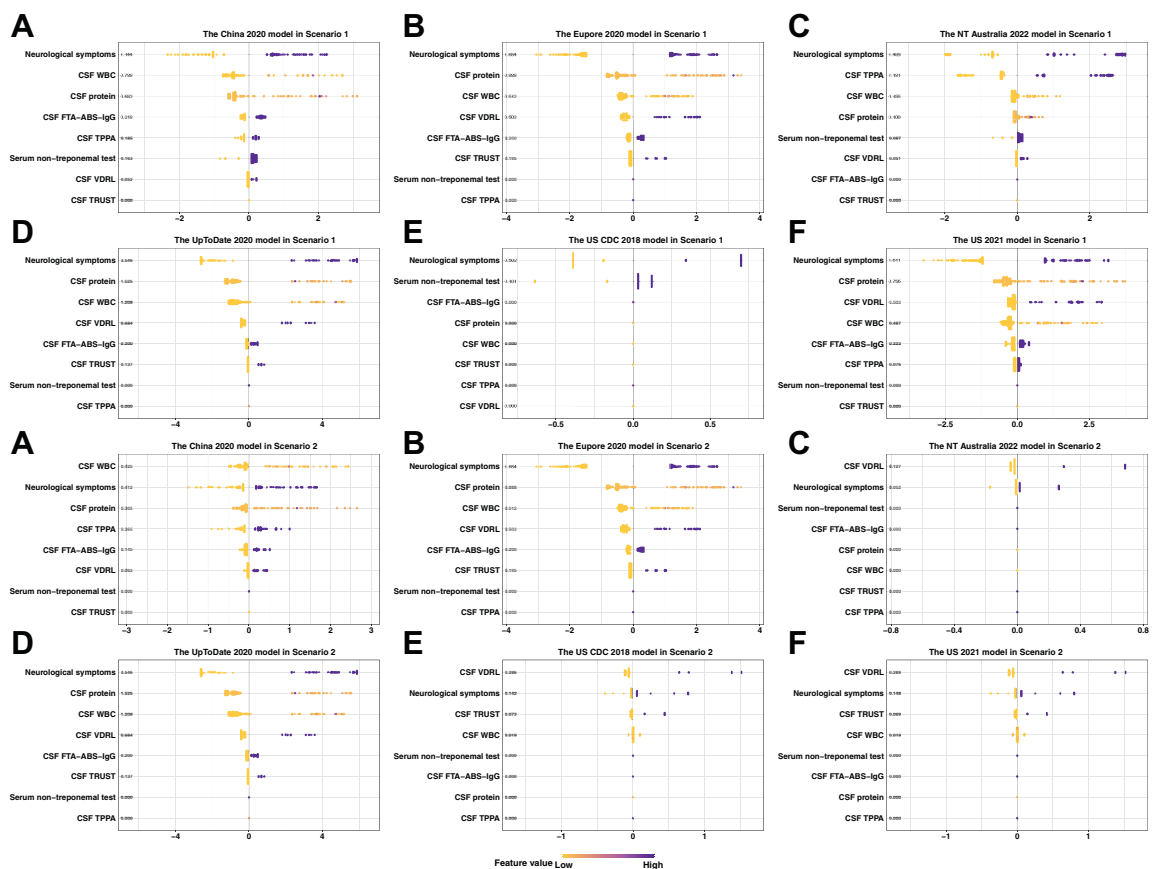 A
The China 2020 model in Scenario 1
Neurological symptoms
CSF WBC
CSF protein
CSF FTA-ABS-IgG
CSF TPPA
Serum non-treponemal test
CSF VDRL
CSF TRUST
-2 0 2
B
The Eupore 2020 model in Scenario 1
Neurological symptoms
CSF protein
CSF WBC
CSF VDRL
CSF FTA-ABS-IgG
CSF TRUST
Serum non-treponemal test
CSF TPPA
-4 -2 0 2 4
C
The NT Australia 2022 model in Scenario 1
Neurological symptoms
CSF TPPA
CSF WBC
CSF protein
Serum non-treponemal test
CSF VDRL
CSF FTA-ABS-IgG
CSF TRUST
-2 0 2
D
The UpToDate 2020 model in Scenario 1
Neurological symptoms
CSF protein
CSF WBC
CSF VDRL
CSF FTA-ABS-IgG
CSF TRUST
Serum non-treponemal test
CSF TPPA
-4 0 4
E
The US CDC 2018 model in Scenario 1
Neurological symptoms
Serum non-treponemal test
CSF FTA-ABS-IgG
CSF protein
CSF WBC
CSF TRUST
CSF TPPA
CSF VDRL
-0.5 0.0 0.5
F
The US 2021 model in Scenario 1
Neurological symptoms
CSF protein
CSF VDRL
CSF WBC
CSF FTA-ABS-IgG
CSF TPPA
Serum non-treponemal test
CSF TRUST
-2.5 0.0 2.5
A
The China 2020 model in Scenario 2
CSF WBC
Neurological symptoms
CSF protein
CSF TPPA
CSF FTA-ABS-IgG
CSF VDRL
Serum non-treponemal test
CSF TRUST
-3 -2 -1 0 1 2 3
B
The Eupore 2020 model in Scenario 2
Neurological symptoms
CSF protein
CSF WBC
CSF VDRL
CSF FTA-ABS-IgG
CSF TRUST
Serum non-treponemal test
CSF TPPA
-4 -2 0 2 4
C
The NT Australia 2022 model in Scenario 2
CSF VDRL
Neurological symptoms
Serum non-treponemal test
CSF FTA-ABS-IgG
CSF protein
CSF WBC
CSF TRUST
CSF TPPA
-0.8 -0.4 0.0 0.4 0.8
D
The UpToDate 2020 model in Scenario 2
Neurological symptoms
CSF protein
CSF WBC
CSF VDRL
CSF FTA-ABS-IgG
CSF TRUST
Serum non-treponemal test
CSF TPPA
-4 0 4
E
The US CDC 2018 model in Scenario 2
CSF VDRL
Neurological symptoms
CSF TRUST
CSF WBC
Serum non-treponemal test
CSF FTA-ABS-IgG
CSF protein
CSF TPPA
-1 0 1
F
The US 2021 model in Scenario 2
CSF VDRL
Neurological symptoms
CSF TRUST
CSF WBC
Serum non-treponemal test
CSF FTA-ABS-IgG
CSF protein
CSF TPPA
-1 0 1
Feature value Low High